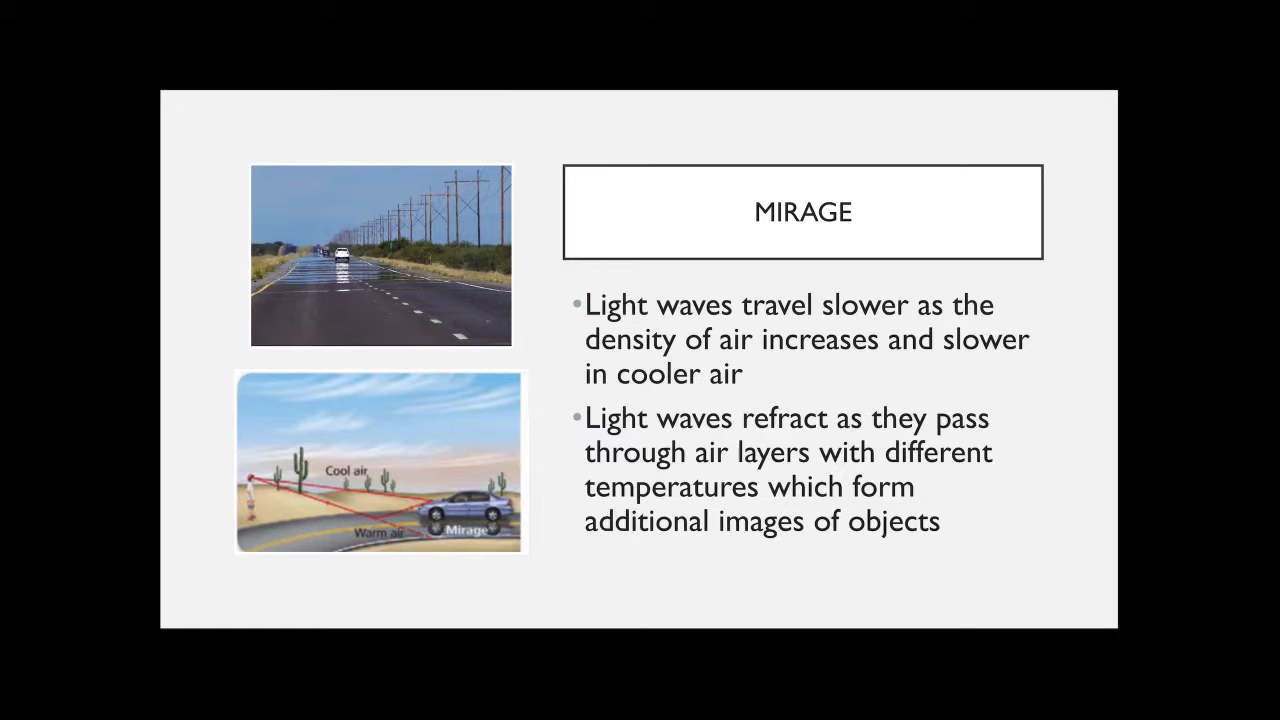 MIRAGE
•Light waves travel slower as the
density of air increases and slower
in cooler air
•Light waves refract as they pass
through air layers with different
temperatures which form
additional images of objects
Cool air
Warm air
Mirage